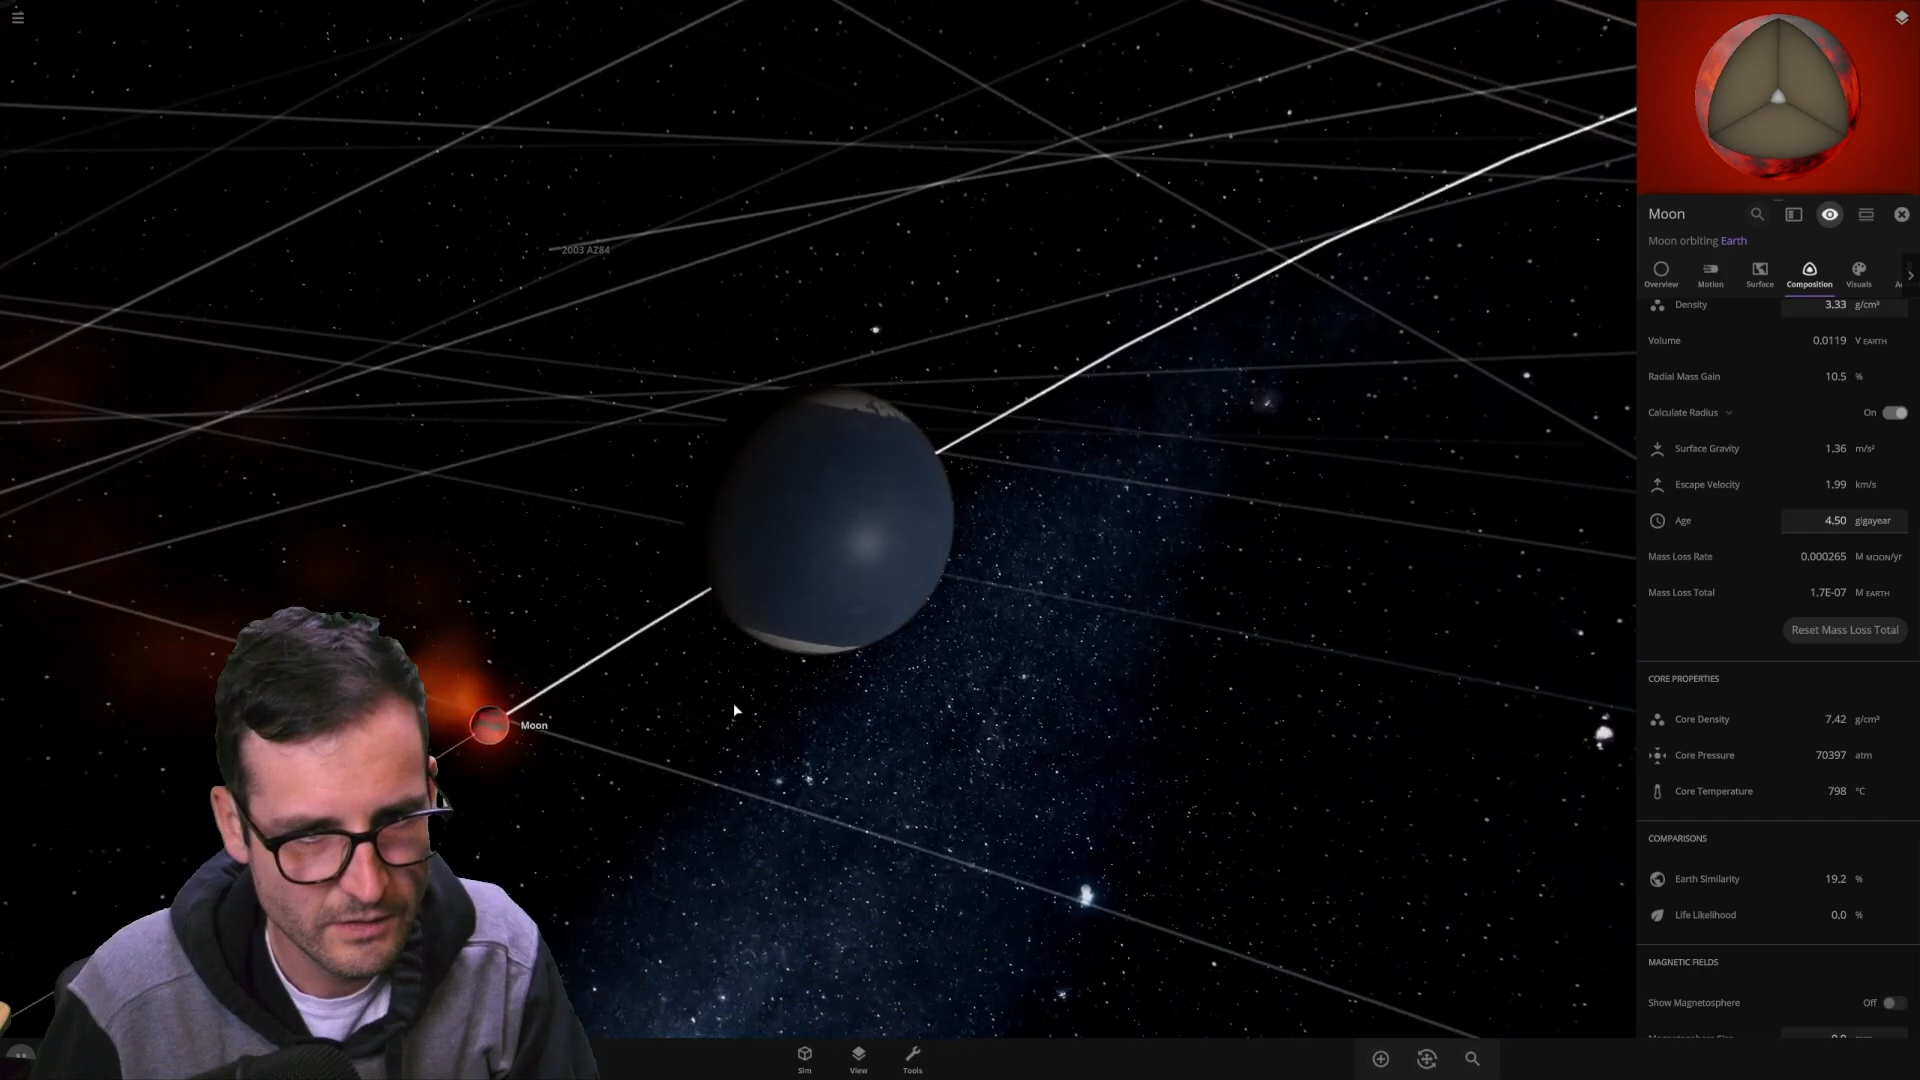 2003 AZ84
Moon
Moon
Moon orbiting Earth
Overview Motion Surface Composition Visuals
Density 3.33 g/cm³
Volume 0.0119 V EARTH
Radial Mass Gain 10.5 %
Calculate Radius On
Surface Gravity 1.36 m/s²
Escape Velocity 1.99 km/s
Age 4.50 gigayear
Mass Loss Rate 0.000265 M MOON/yr
Mass Loss Total 1.7E-07 M EARTH
Reset Mass Loss Total
CORE PROPERTIES
Core Density 7.42 g/cm³
Core Pressure 70397 atm
Core Temperature 798 °C
COMPARISONS
Earth Similarity 19.2 %
Life Likelihood 0.0 %
MAGNETIC FIELDS
Show Magnetosphere Off
Sim View Tools